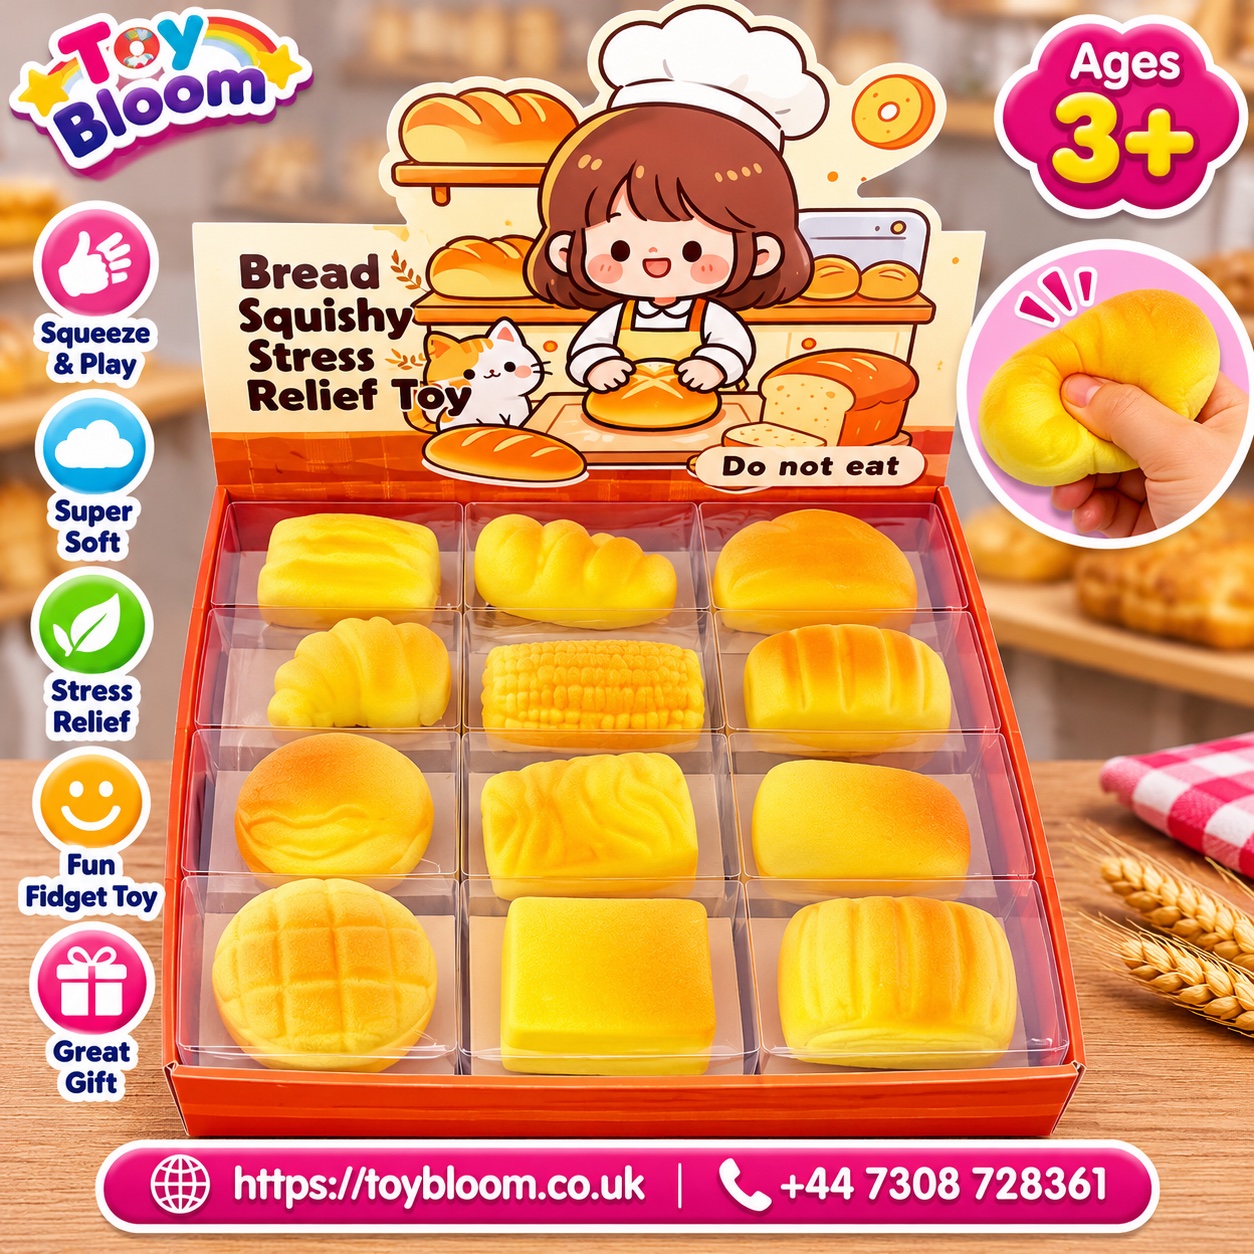 Toy
Bloom
Ages
3+
Bread
Squishy
Stress
Relief Toy
Do not eat
Squeeze
& Play
Super
Soft
Stress
Relief
Fun
Fidget Toy
Great
Gift
https://toybloom.co.uk
+44 7308 728361